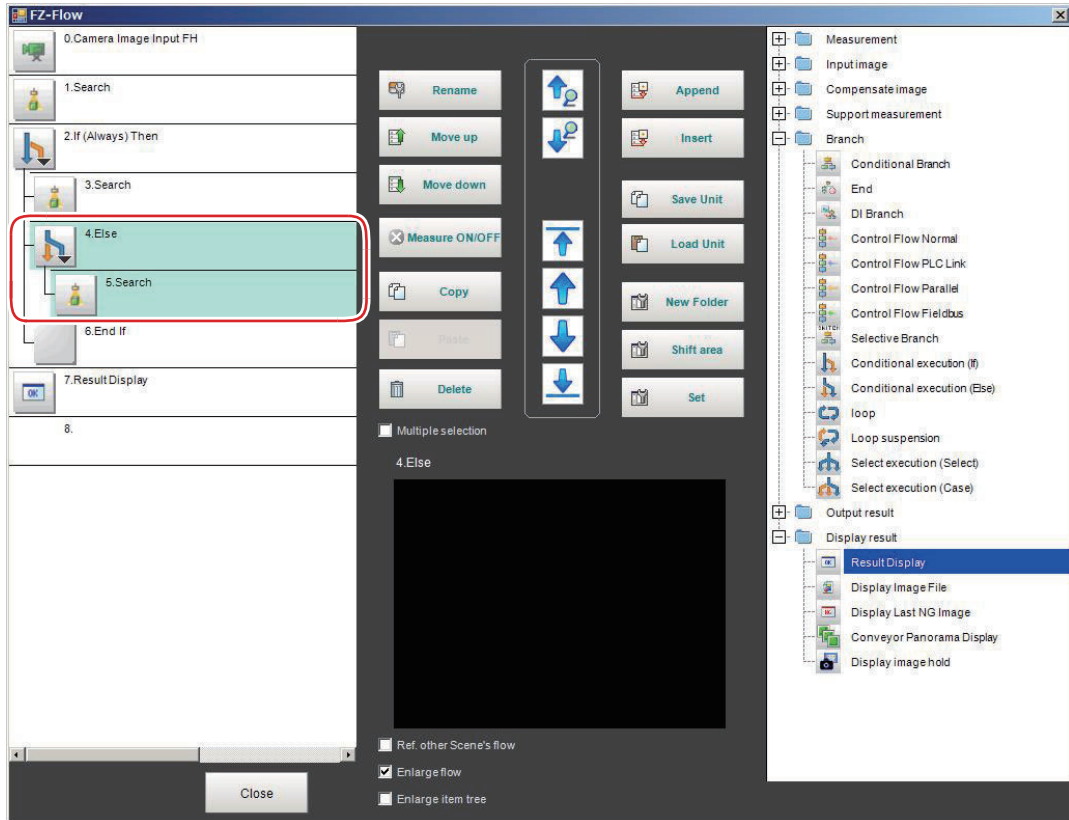 FZ-Flow
0.Camera Image Input FH
1.Search
2.If (Always) Then
3.Search
4.Else
5.Search
6.End If
7.Result Display
OK
8.
Rename
Move up
Move down
Measure ON/OFF
Copy
Paste
Delete
Append
Insert
Save Unit
Load Unit
New Folder
Shift area
Set
Multiple selection
4.Else
Ref. other Scene's flow
Enlarge flow
Enlarge item tree
Close
Measurement
Input image
Compensate image
Support measurement
Branch
Conditional Branch
End
DI Branch
Control Flow Normal
Control Flow PLC Link
Control Flow Parallel
Control Flow Fieldbus
Selective Branch
Conditional execution (If)
Conditional execution (Else)
loop
Loop suspension
Select execution (Select)
Select execution (Case)
Output result
Display result
OK
Result Display
Display Image File
Display Last NG Image
Conveyor Panorama Display
Display image hold